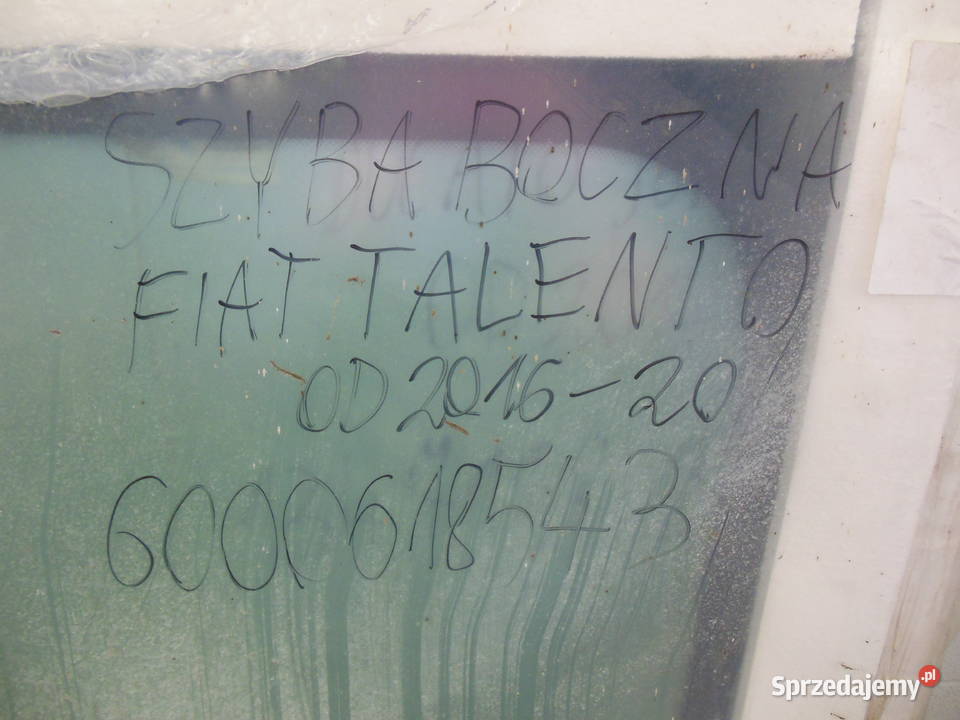 SZYBA BOCZNA
FIAT TALENTO
OD 2016-20
6000618543
Sprzedajemy.pl